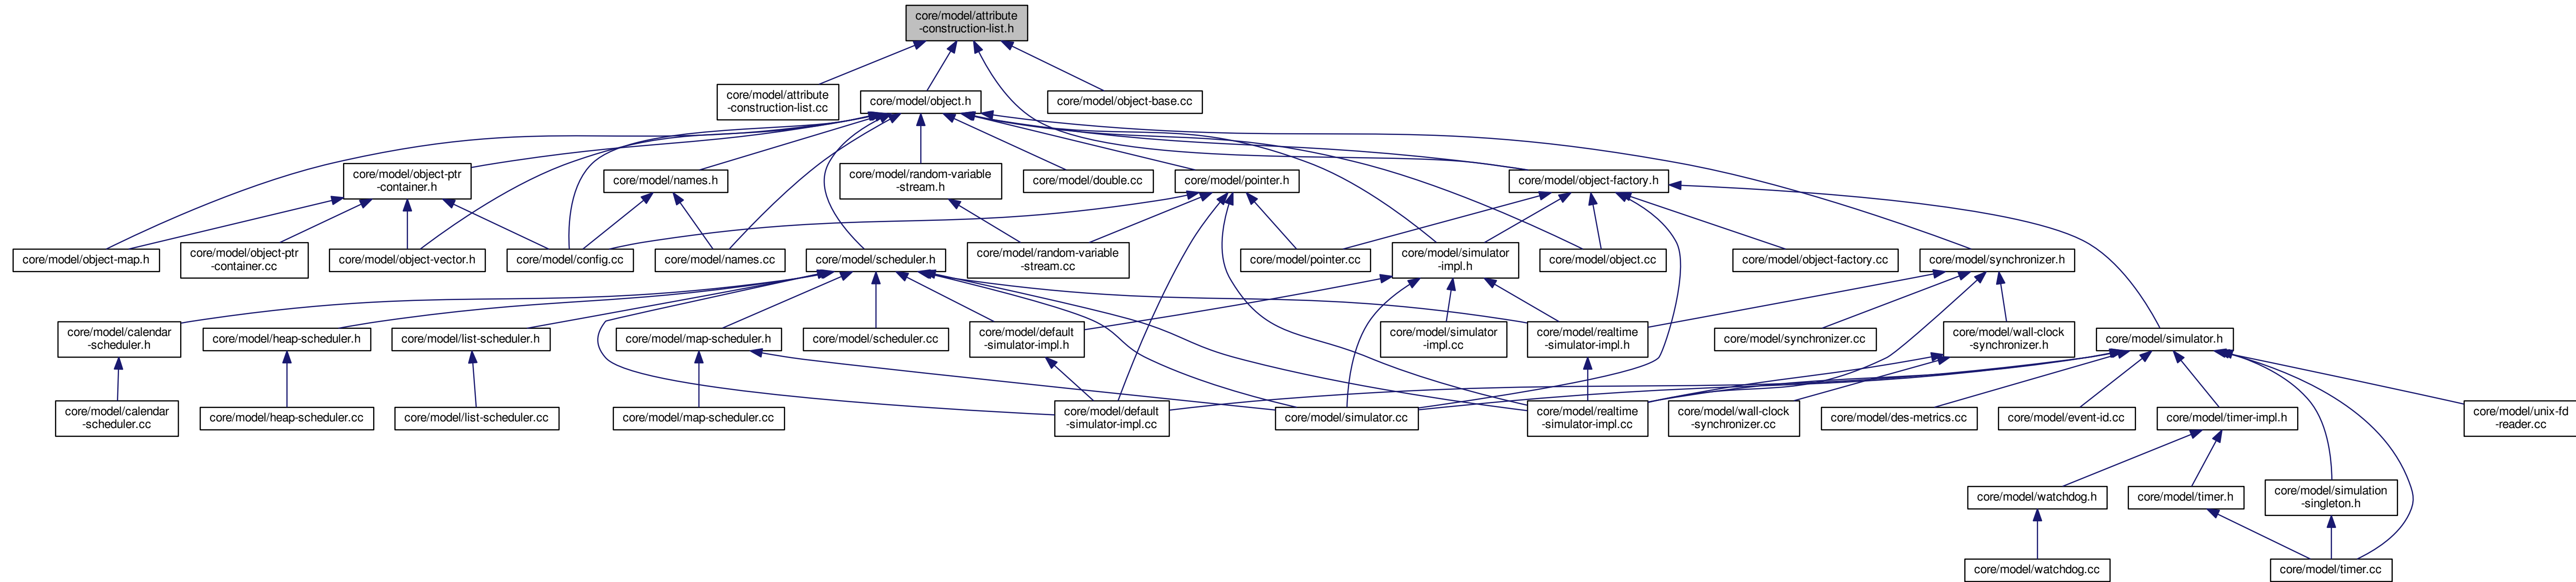 core/model/attribute
-construction-list.h
core/model/attribute
-construction-list.cc
core/model/object.h
core/model/object-base.cc
core/model/object-ptr
-container.h
core/model/names.h
core/model/random-variable
-stream.h
core/model/double.cc
core/model/pointer.h
core/model/object-factory.h
core/model/object-map.h
core/model/object-ptr
-container.cc
core/model/object-vector.h
core/model/config.cc
core/model/names.cc
core/model/scheduler.h
core/model/random-variable
-stream.cc
core/model/pointer.cc
core/model/simulator
-impl.h
core/model/object.cc
core/model/object-factory.cc
core/model/synchronizer.h
core/model/calendar
-scheduler.h
core/model/heap-scheduler.h
core/model/list-scheduler.h
core/model/map-scheduler.h
core/model/scheduler.cc
core/model/default
-simulator-impl.h
core/model/simulator
-impl.cc
core/model/realtime
-simulator-impl.h
core/model/synchronizer.cc
core/model/wall-clock
-synchronizer.h
core/model/simulator.h
core/model/calendar
-scheduler.cc
core/model/heap-scheduler.cc
core/model/list-scheduler.cc
core/model/map-scheduler.cc
core/model/default
-simulator-impl.cc
core/model/simulator.cc
core/model/realtime
-simulator-impl.cc
core/model/wall-clock
-synchronizer.cc
core/model/des-metrics.cc
core/model/event-id.cc
core/model/timer-impl.h
core/model/unix-fd
-reader.cc
core/model/watchdog.h
core/model/timer.h
core/model/simulation
-singleton.h
core/model/watchdog.cc
core/model/timer.cc